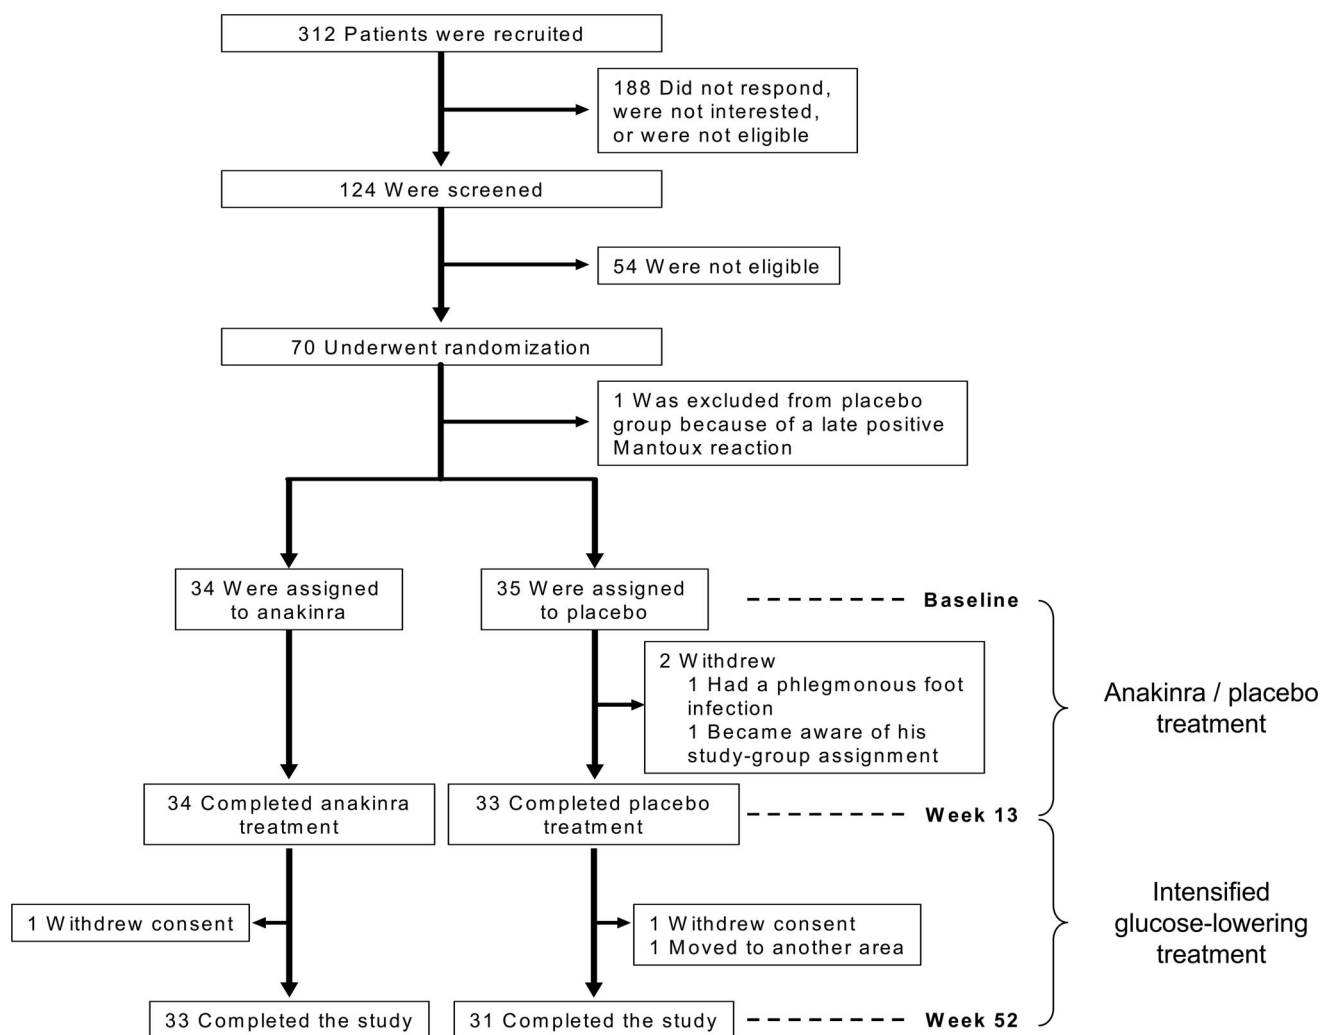 312 Patients were recruited
188 Did not respond,
were not interested,
or were not eligible
124 Were screened
54 Were not eligible
70 Underwent randomization
1 Was excluded from placebo
group because of a late positive
Mantoux reaction
34 Were assigned
to anakinra
35 Were assigned
to placebo
Baseline
2 Withdrew
1 Had a phlegmonous foot
infection
1 Became aware of his
study-group assignment
Anakinra / placebo
treatment
34 Completed anakinra
treatment
33 Completed placebo
treatment
Week 13
1 Withdrew consent
1 Withdrew consent
1 Moved to another area
Intensified
glucose-lowering
treatment
33 Completed the study
31 Completed the study
Week 52